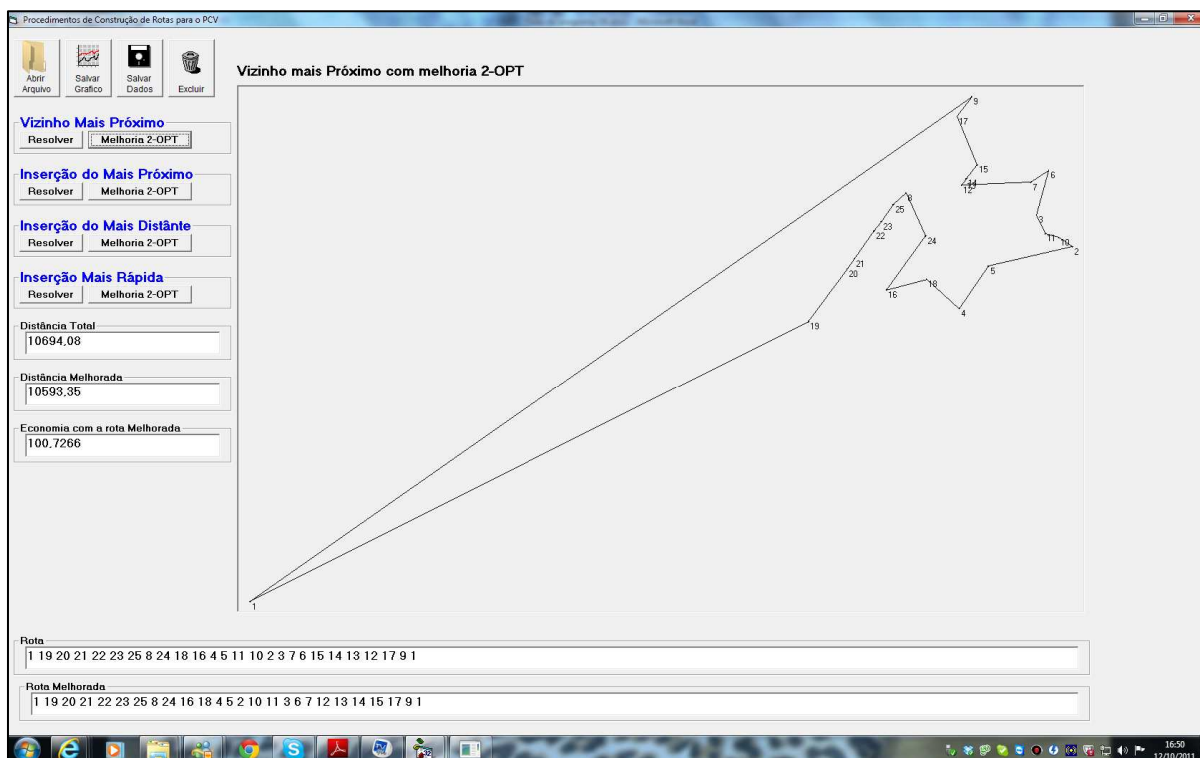 Procedimentos de Construção de Rotas para o PCV
Abrir Arquivo
Salvar Grafico
Salvar Dados
Excluir
Vizinho mais Próximo com melhoria 2-OPT
Vizinho Mais Próximo
Resolver Melhoria 2-OPT
Inserção do Mais Próximo
Resolver Melhoria 2-OPT
Inserção do Mais Distânte
Resolver Melhoria 2-OPT
Inserção Mais Rápida
Resolver Melhoria 2-OPT
Distância Total
10694,08
Distância Melhorada
10593,35
Economia com a rota Melhorada
100,7266
9
17
15
14
12
7
6
3
11
10
2
8
25
23
22
24
21
20
5
16
18
4
19
1
Rota
1 19 20 21 22 23 25 8 24 18 16 4 5 11 10 2 3 7 6 15 14 13 12 17 9 1
Rota Melhorada
1 19 20 21 22 23 25 8 24 16 18 4 5 2 10 11 3 6 7 12 13 14 15 17 9 1
16:50
12/10/2011